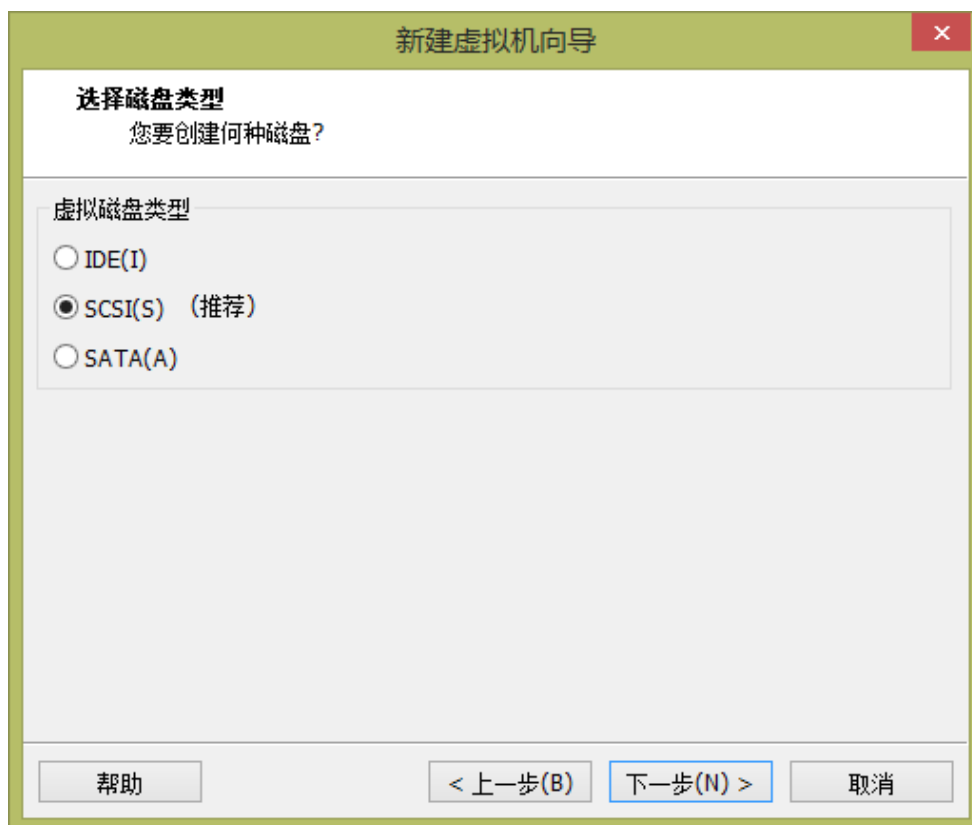 新建虚拟机向导
选择磁盘类型
您要创建何种磁盘?
虚拟磁盘类型
IDE(I)
SCSI(S) （推荐）
SATA(A)
帮助 < 上一步(B) 下一步(N) > 取消